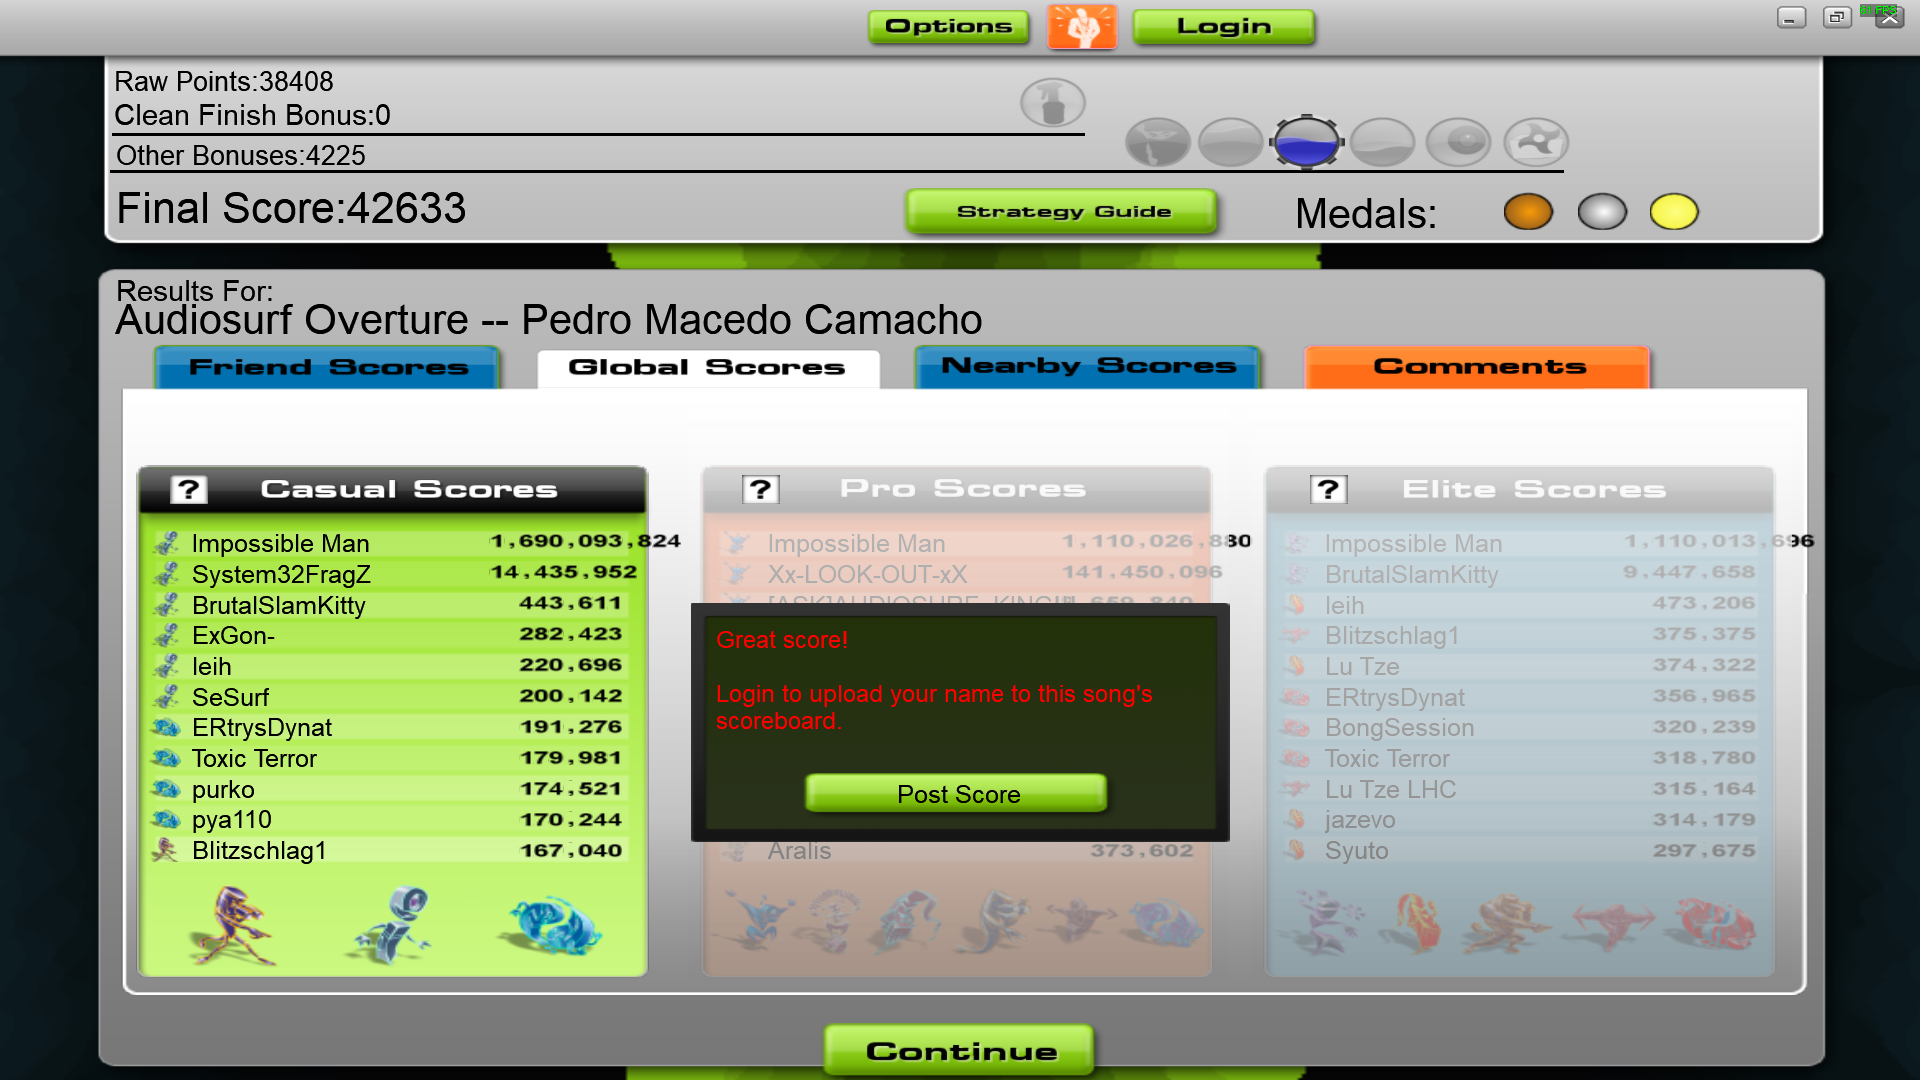 Options
Login
Raw Points:38408
Clean Finish Bonus:0
Other Bonuses:4225
Final Score:42633
Strategy Guide
Medals:
Results For:
Audiosurf Overture -- Pedro Macedo Camacho
Friend Scores
Global Scores
Nearby Scores
Comments
? Casual Scores
Impossible Man 1,690,093,824
System32FragZ 14,435,952
BrutalSlamKitty 443,611
ExGon- 282,423
leih 220,696
SeSurf 200,142
ERtrysDynat 191,276
Toxic Terror 179,981
purko 174,521
pya110 170,244
Blitzschlag1 167,040
? Pro Scores
Impossible Man 1,110,026,880
Xx-LOOK-OUT-xX 141,450,096
Aralis 373,602
Great score!
Login to upload your name to this song's
scoreboard.
Post Score
? Elite Scores
Impossible Man 1,110,013,696
BrutalSlamKitty 9,447,658
leih 473,206
Blitzschlag1 375,375
Lu Tze 374,322
ERtrysDynat 356,965
BongSession 320,239
Toxic Terror 318,780
Lu Tze LHC 315,164
jazevo 314,179
Syuto 297,675
Continue